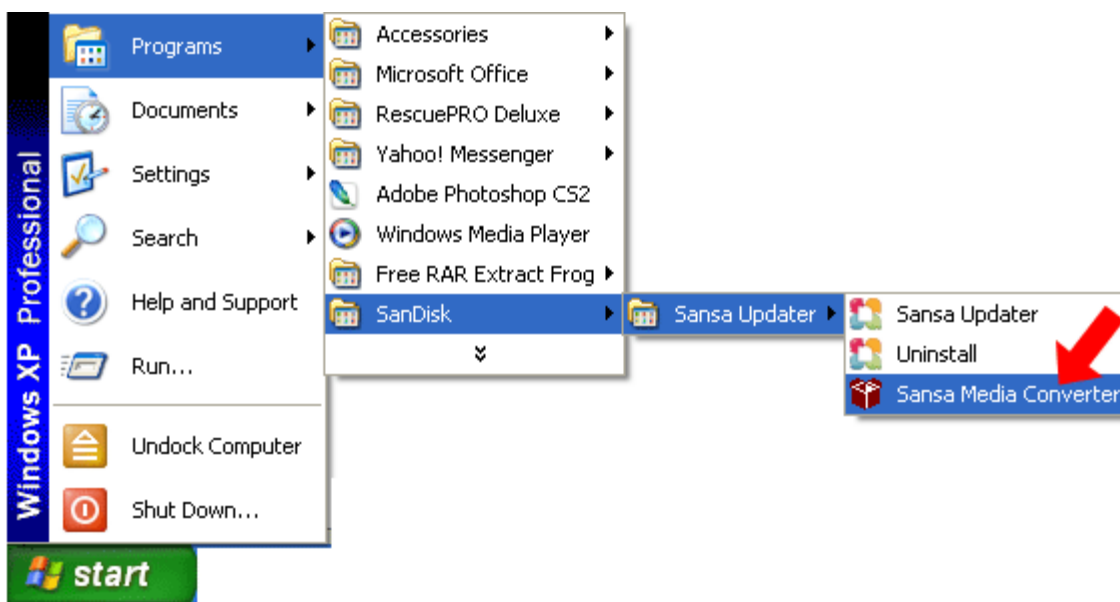 Windows XP Professional
Programs
Documents
Settings
Search
Help and Support
Run...
Undock Computer
Shut Down...
start
Accessories
Microsoft Office
RescuePRO Deluxe
Yahoo! Messenger
Adobe Photoshop CS2
Windows Media Player
Free RAR Extract Frog
SanDisk
Sansa Updater
Sansa Updater
Uninstall
Sansa Media Converter